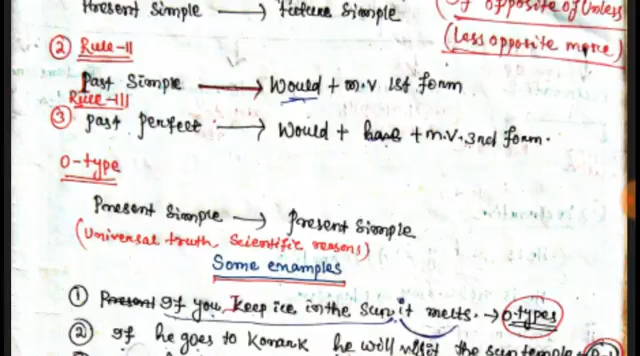 Present Simple → Future Simple
If opposite of Unless
(Less opposite more)
② Rule-II
Past Simple → Would + m.v 1st form
Rule-III
③ past perfect → Would + have + m.v. 3rd form.
0-type
Present Simple → present Simple
(Universal truth, Scientific reasons)
Some examples
① Present If you keep ice in the Sun, it melts. → 0-types
② If he goes to Konark he will visit the sun temple